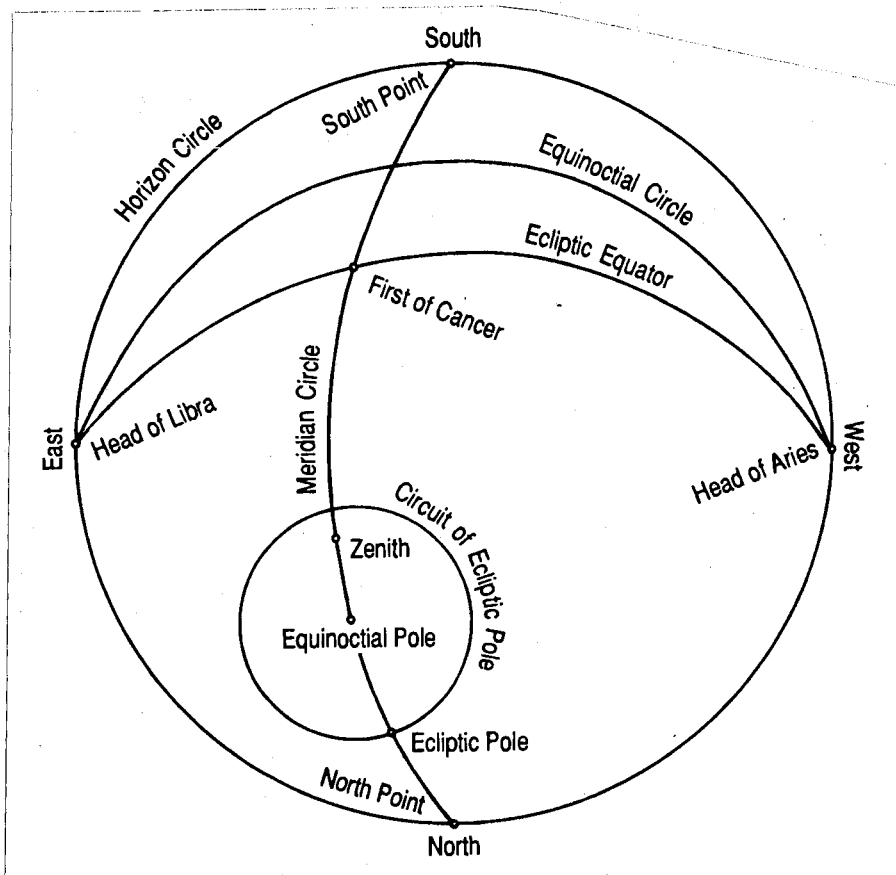 South
South Point
Horizon Circle
Equinoctial Circle
Ecliptic Equator
First of Cancer
Meridian Circle
Head of Libra
East
Head of Aries
West
Circuit of Ecliptic Pole
Zenith
Equinoctial Pole
Ecliptic Pole
North Point
North